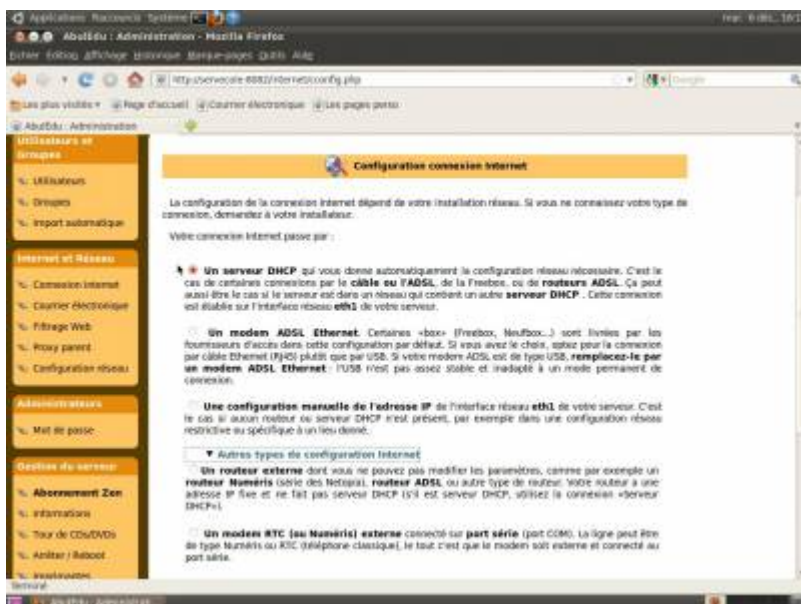 Applications Raccourcis Système
mar. 6 déc., 16:1
AbulEdu : Administration - Mozilla Firefox
Fichier Édition Affichage Historique Marque-pages Outils Aide
http://servecole:8082/internet/config.php
Google
Les plus visités Page d'accueil Courrier électronique Les pages perso
AbulEdu : Administration
Utilisateurs et
Groupes
Utilisateurs
Groupes
Import automatique
Internet et Réseau
Connexion internet
Courrier électronique
Filtrage Web
Proxy parent
Configuration réseau
Administrateurs
Mot de passe
Gestion du serveur
Abonnement Zen
Informations
Tour de CDs/DVDs
Arrêter / Reboot
Imprimantes
Configuration connexion Internet
La configuration de la connexion Internet dépend de votre installation réseau. Si vous ne connaissez votre type de
connexion, demandez à votre installateur.
Votre connexion Internet passe par :
Un serveur DHCP qui vous donne automatiquement la configuration réseau nécessaire. C'est le
cas de certaines connexions par le câble ou l'ADSL, de la Freebox, ou de routeurs ADSL. Ça peut
aussi être le cas si le serveur est dans un réseau qui contient un autre serveur DHCP . Cette connexion
est établie sur l'interface réseau eth1 de votre serveur.
Un modem ADSL Ethernet. Certaines «box» (Freebox, Neufbox...) sont livrées par les
fournisseurs d'accès dans cette configuration par défaut. Si vous avez le choix, optez pour la connexion
par câble Ethernet (RJ45) plutôt que par USB. Si votre modem ADSL est de type USB, remplacez-le par
un modem ADSL Ethernet : l'USB n'est pas assez stable et inadapté à un mode permanent de
connexion.
Une configuration manuelle de l'adresse IP de l'interface réseau eth1 de votre serveur. C'est
le cas si aucun routeur ou serveur DHCP n'est présent, par exemple dans une configuration réseau
restrictive ou spécifique à un lieu donné.
▼ Autres types de configuration Internet
Un routeur externe dont vous ne pouvez pas modifier les paramètres, comme par exemple un
routeur Numéris (série des Netopia), routeur ADSL ou autre type de routeur. Votre routeur a une
adresse IP fixe et ne fait pas serveur DHCP (s'il est serveur DHCP, utilisez la connexion «Serveur
DHCP»).
Un modem RTC (ou Numéris) externe connecté sur port série (port COM). La ligne peut être
de type Numéris ou RTC (téléphone classique), le tout c'est que le modem soit externe et connecté au
port série.
Terminé
AbulEdu : Administrat